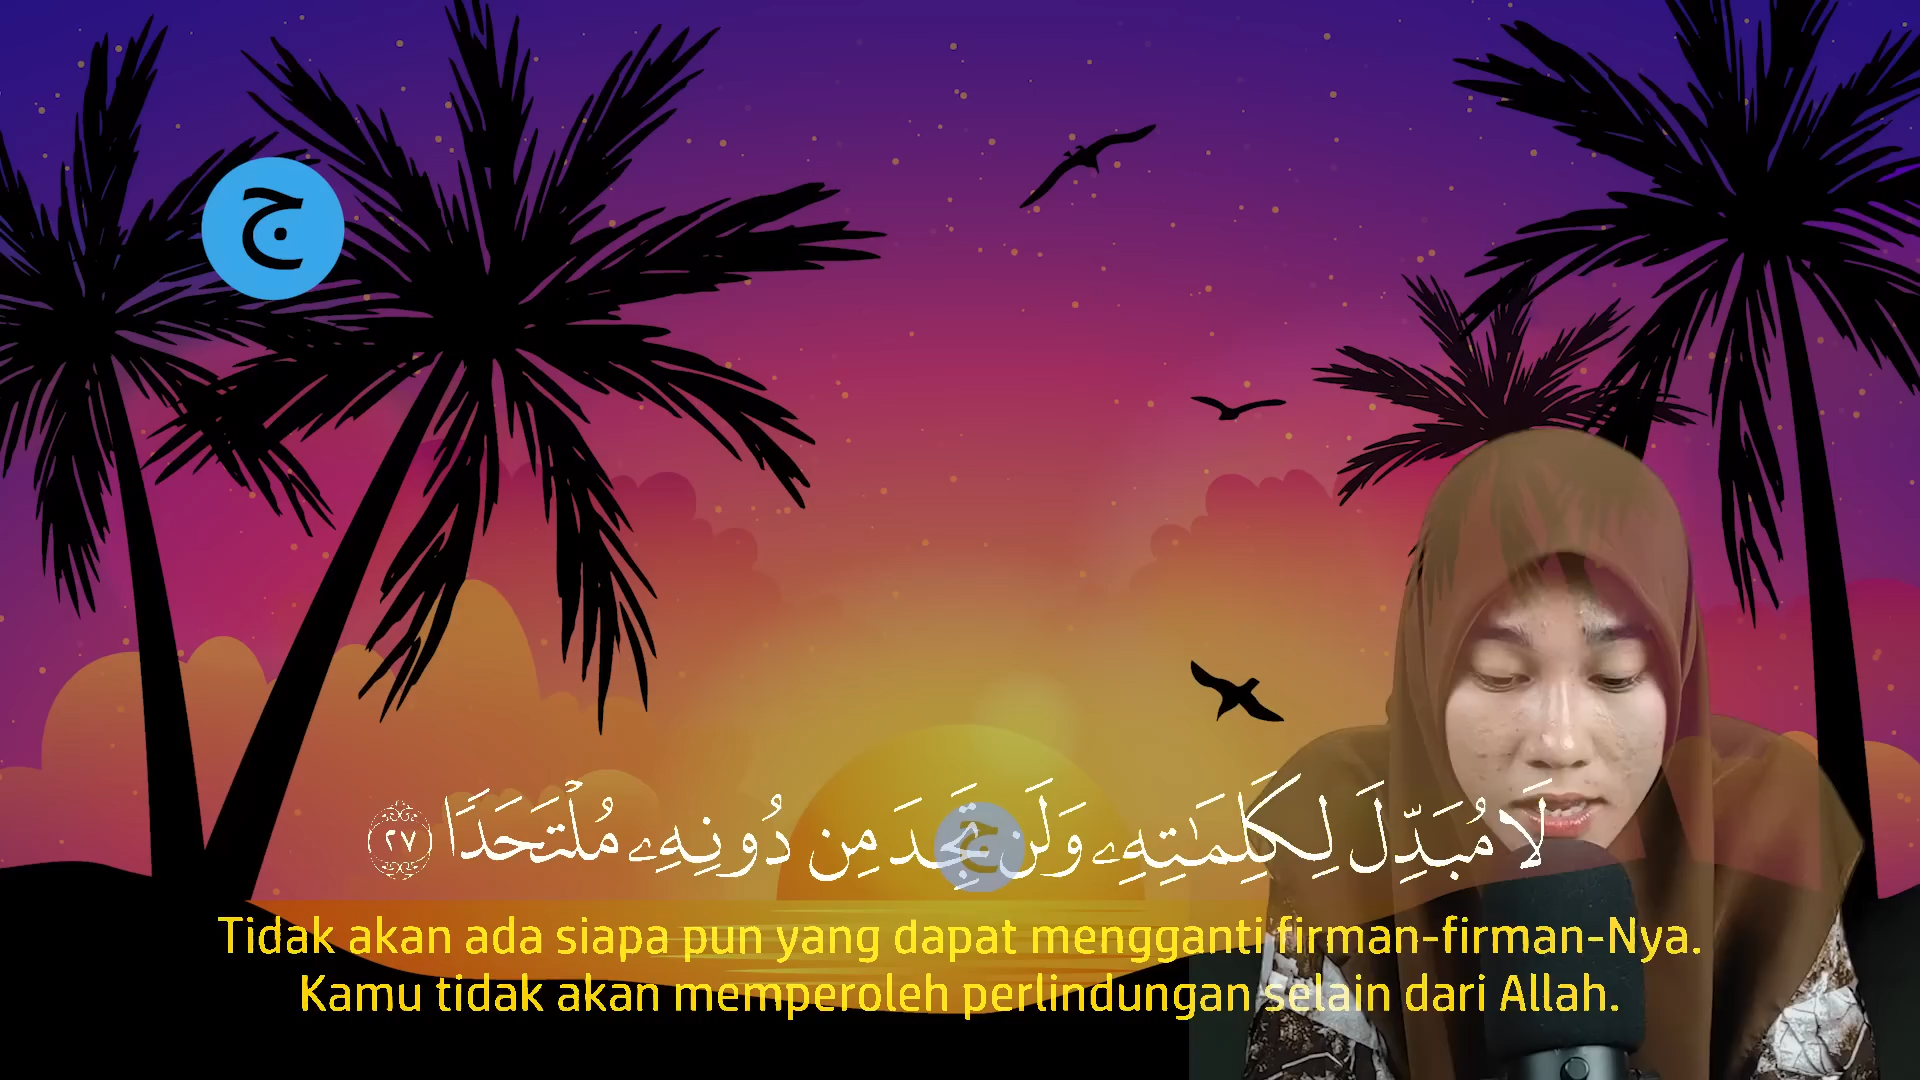 ج
لَا مُبَدِّلَ لِكَلِمَٰتِهِۦ وَلَن تَجِدَ مِن دُونِهِۦ مُلْتَحَدًا ٢٧
ج
Tidak akan ada siapa pun yang dapat mengganti firman-firman-Nya.
Kamu tidak akan memperoleh perlindungan selain dari Allah.